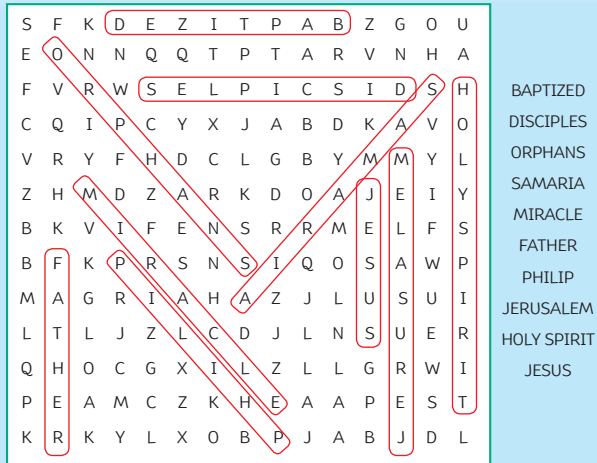 S F K D E Z I T P A B Z G O U
E O N N Q Q T P T A R V N H A
F V R W S E L P I C S I D S H
C Q I P C Y X J A B D K A V O
V R Y F H D C L G B Y M M Y L
Z H M D Z A R K D O A J E I Y
B K V I F E N S R R M E L F S
B F K P R S N S I Q O S A W P
M A G R I A H A Z J L U S U I
L T L J Z L C D J L N S U E R
Q H O C G X I L Z L L G R W I
P E A M C Z K H E A A P E S T
K R K Y L X O B P J A B J D L
BAPTIZED
DISCIPLES
ORPHANS
SAMARIA
MIRACLE
FATHER
PHILIP
JERUSALEM
HOLY SPIRIT
JESUS